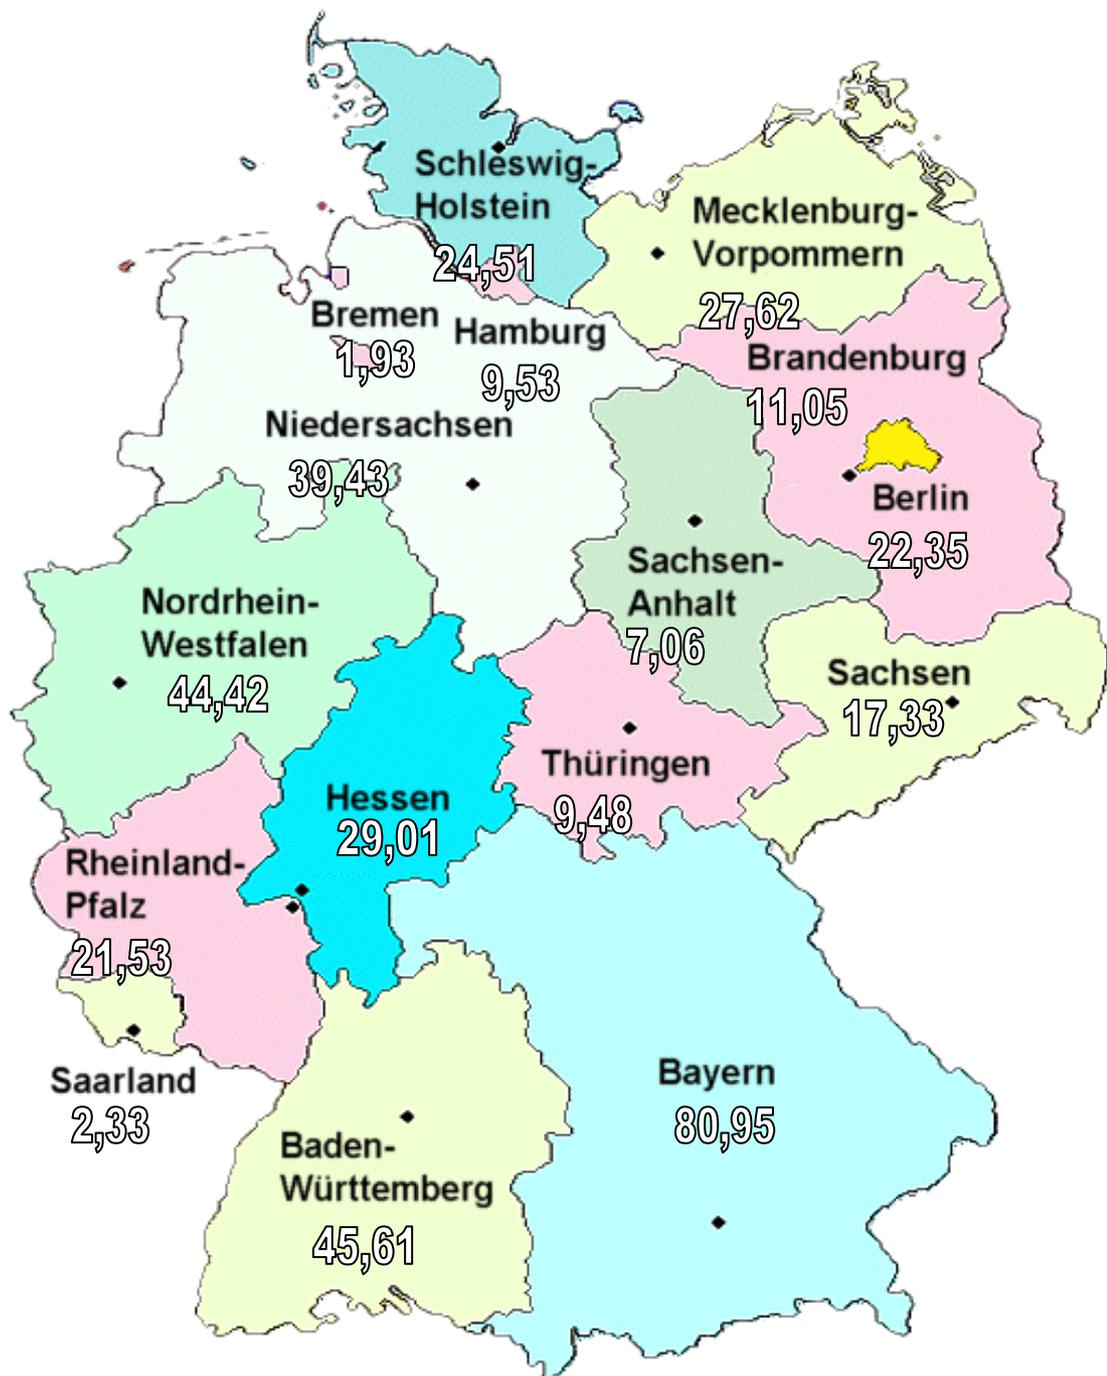 Schleswig-
Holstein
24,51
Mecklenburg-
Vorpommern
27,62
Bremen
1,93
Hamburg
9,53
Brandenburg
11,05
Niedersachsen
39,43
Berlin
22,35
Sachsen-
Anhalt
7,06
Nordrhein-
Westfalen
44,42
Sachsen
17,33
Thüringen
9,48
Hessen
29,01
Rheinland-
Pfalz
21,53
Saarland
2,33
Bayern
80,95
Baden-
Württemberg
45,61